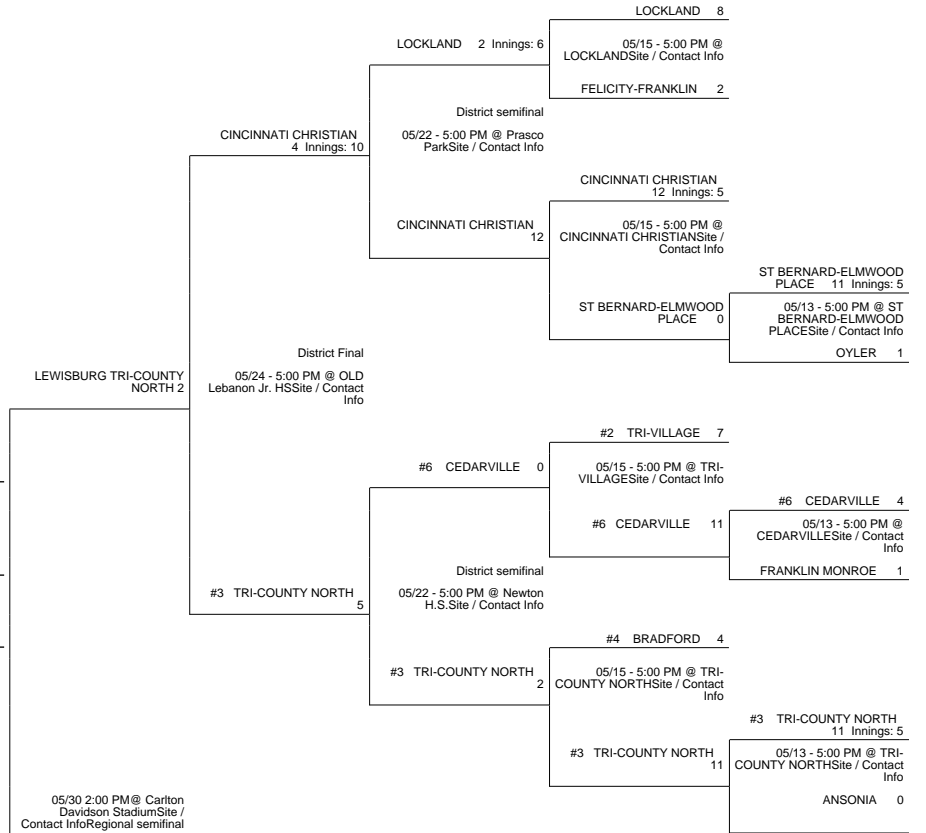 LOCKLAND 8
LOCKLAND 2 Innings: 6
05/15 - 5:00 PM @
LOCKLANDSite / Contact Info
FELICITY-FRANKLIN 2
District semifinal
05/22 - 5:00 PM @ Prasco
ParkSite / Contact Info
CINCINNATI CHRISTIAN
4 Innings: 10
CINCINNATI CHRISTIAN
12 Innings: 5
CINCINNATI CHRISTIAN
12
05/15 - 5:00 PM @
CINCINNATI CHRISTIANSite /
Contact Info
ST BERNARD-ELMWOOD
PLACE 11 Innings: 5
ST BERNARD-ELMWOOD
PLACE 0
05/13 - 5:00 PM @ ST
BERNARD-ELMWOOD
PLACESite / Contact Info
OYLER 1
District Final
05/24 - 5:00 PM @ OLD
Lebanon Jr. HSSite / Contact
Info
LEWISBURG TRI-COUNTY
NORTH 2
#2 TRI-VILLAGE 7
#6 CEDARVILLE 0
05/15 - 5:00 PM @ TRI-
VILLAGESite / Contact Info
#6 CEDARVILLE 4
#6 CEDARVILLE 11
05/13 - 5:00 PM @
CEDARVILLESite / Contact
Info
FRANKLIN MONROE 1
District semifinal
05/22 - 5:00 PM @ Newton
H.S.Site / Contact Info
#3 TRI-COUNTY NORTH
5
#4 BRADFORD 4
#3 TRI-COUNTY NORTH
2
05/15 - 5:00 PM @ TRI-
COUNTY NORTHSite / Contact
Info
#3 TRI-COUNTY NORTH
11 Innings: 5
#3 TRI-COUNTY NORTH
11
05/13 - 5:00 PM @ TRI-
COUNTY NORTHSite / Contact
Info
ANSONIA 0
05/30 2:00 PM@ Carlton
Davidson StadiumSite /
Contact InfoRegional semifinal